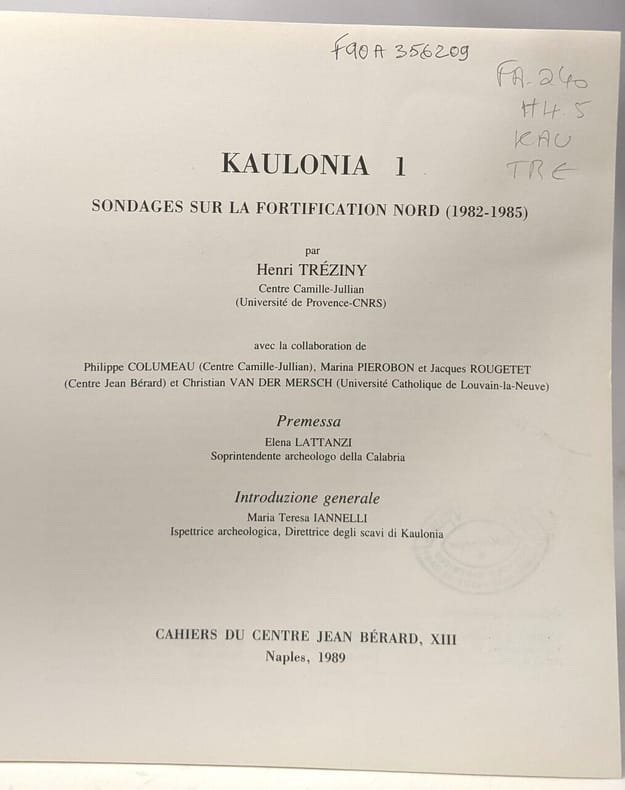 F90A 356209
FA.240
H4.5
KAU
TRE
KAULONIA 1
SONDAGES SUR LA FORTIFICATION NORD (1982-1985)
par
Henri TRÉZINY
Centre Camille-Jullian
(Université de Provence-CNRS)
avec la collaboration de
Philippe COLUMEAU (Centre Camille-Jullian), Marina PIEROBON et Jacques ROUGETET
(Centre Jean Bérard) et Christian VAN DER MERSCH (Université Catholique de Louvain-la-Neuve)
Premessa
Elena LATTANZI
Soprintendente archeologo della Calabria
Introduzione generale
Maria Teresa IANNELLI
Ispettrice archeologica, Direttrice degli scavi di Kaulonia
CAHIERS DU CENTRE JEAN BÉRARD, XIII
Naples, 1989